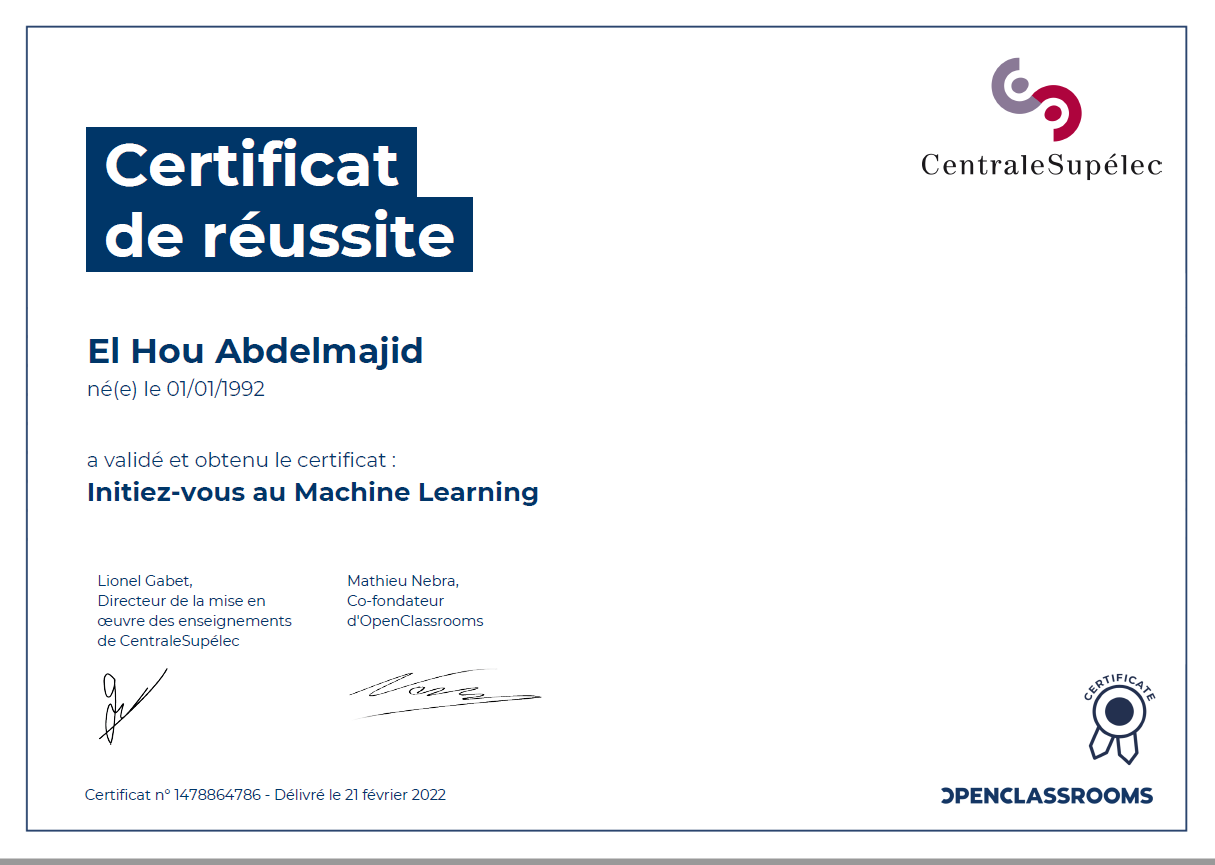 CentraleSupélec
Certificat
de réussite
El Hou Abdelmajid
né(e) le 01/01/1992
a validé et obtenu le certificat :
Initiez-vous au Machine Learning
Lionel Gabet,
Directeur de la mise en
œuvre des enseignements
de CentraleSupélec
Mathieu Nebra,
Co-fondateur
d'OpenClassrooms
CERTIFICATE
Certificat n° 1478864786 - Délivré le 21 février 2022
OPENCLASSROOMS